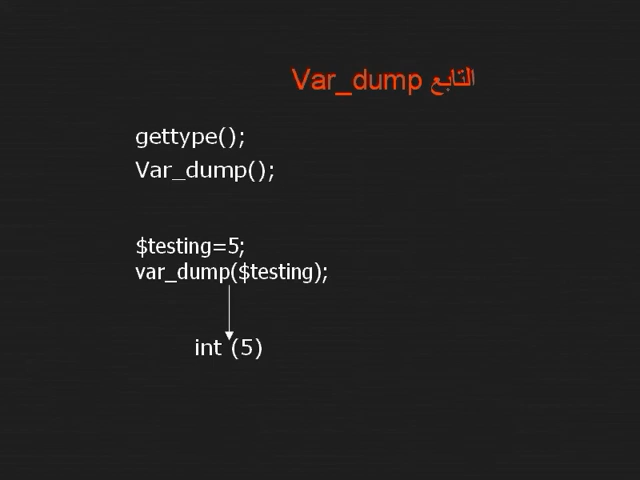 التابع Var_dump
gettype();
Var_dump();
$testing=5;
var_dump($testing);
int (5)